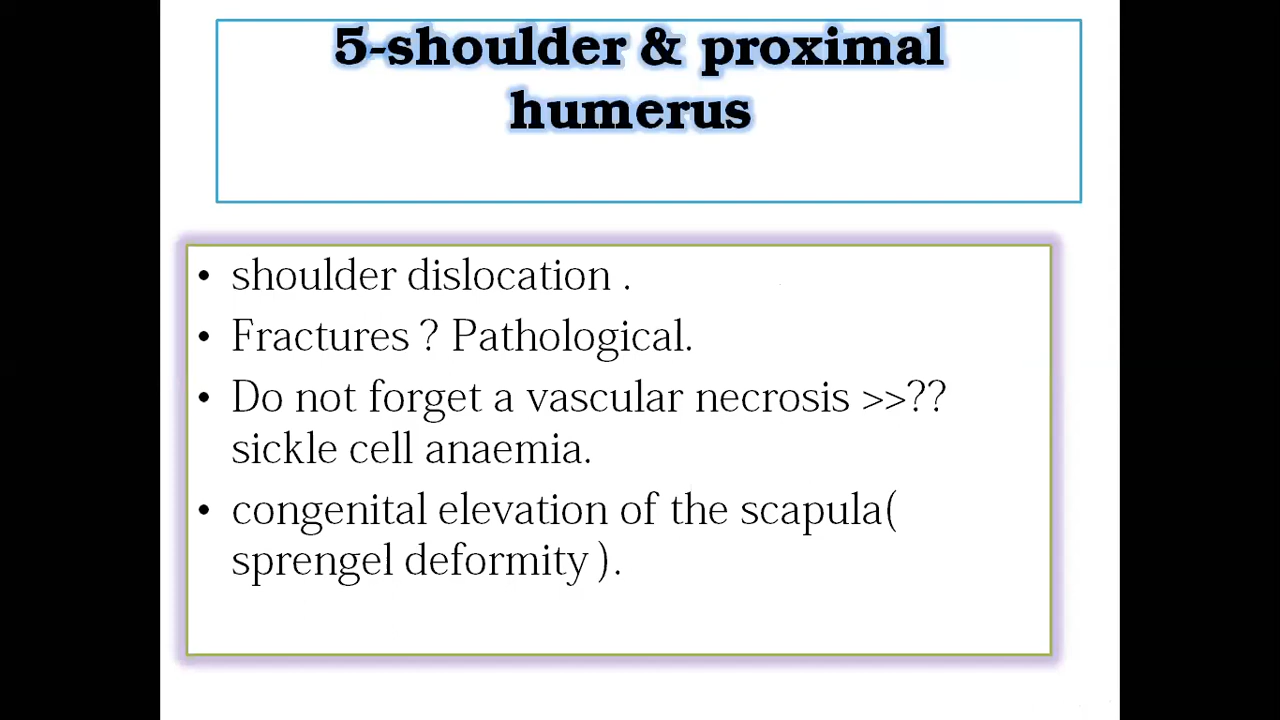 5-shoulder & proximal
humerus
• shoulder dislocation .
• Fractures ? Pathological.
• Do not forget a vascular necrosis >>??
sickle cell anaemia.
• congenital elevation of the scapula(
sprengel deformity ).